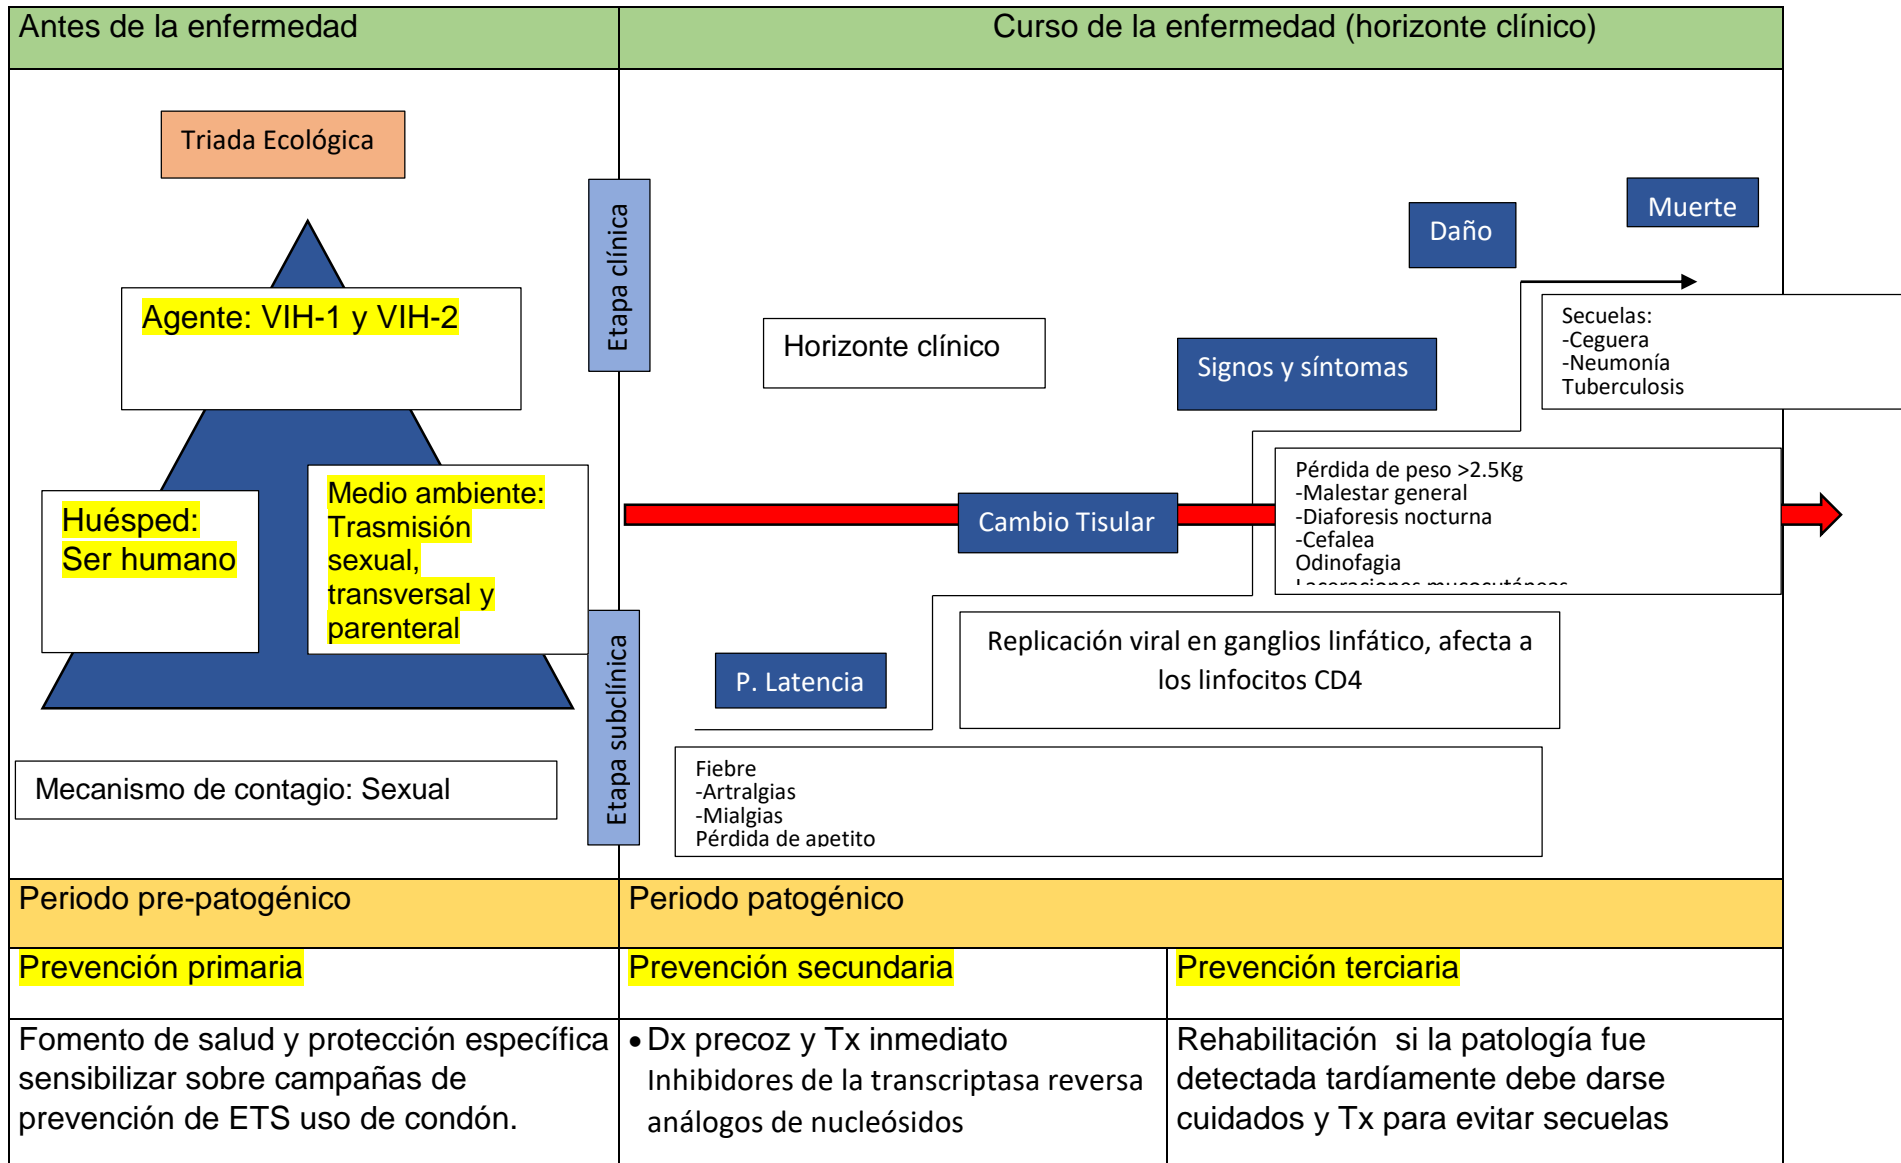 Antes de la enfermedad
Curso de la enfermedad (horizonte clínico)
Triada Ecológica
Agente: VIH-1 y VIH-2
Huésped:
Ser humano
Medio ambiente:
Trasmisión
sexual,
transversal y
parenteral
Mecanismo de contagio: Sexual
Etapa clínica
Etapa subclínica
Horizonte clínico
Muerte
Daño
Secuelas:
-Ceguera
-Neumonía
Tuberculosis
Signos y síntomas
Pérdida de peso >2.5Kg
-Malestar general
-Diaforesis nocturna
-Cefalea
Odinofagia
Laceraciones mucocutáneas
Cambio Tisular
Replicación viral en ganglios linfático, afecta a
los linfocitos CD4
P. Latencia
Fiebre
-Artralgias
-Mialgias
Pérdida de apetito
Periodo pre-patogénico
Periodo patogénico
Prevención primaria
Prevención secundaria
Prevención terciaria
Fomento de salud y protección específica
sensibilizar sobre campañas de
prevención de ETS uso de condón.
• Dx precoz y Tx inmediato
Inhibidores de la transcriptasa reversa
análogos de nucleósidos
Rehabilitación si la patología fue
detectada tardíamente debe darse
cuidados y Tx para evitar secuelas